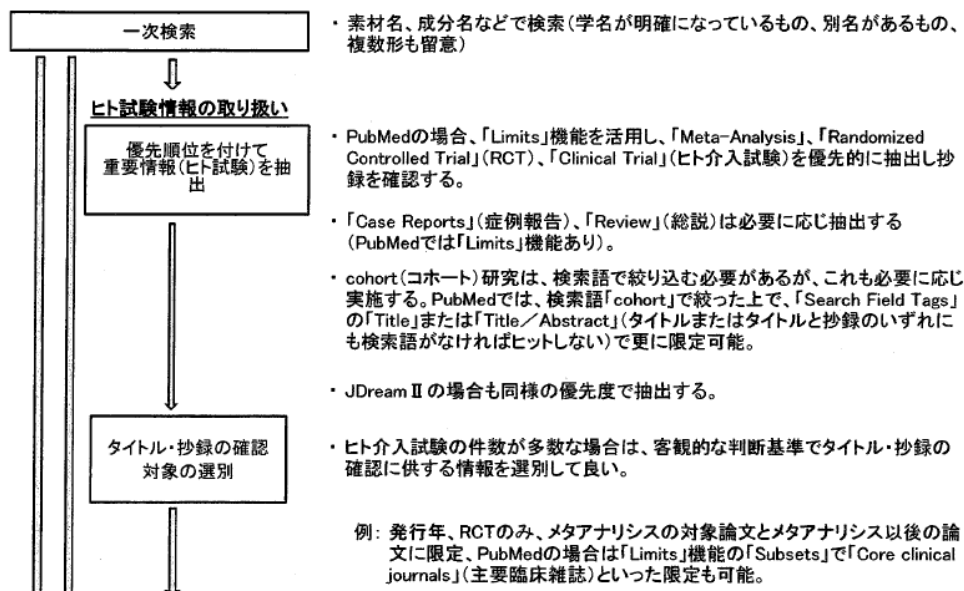 一次検索
・ 素材名、成分名などで検索(学名が明確になっているもの、別名があるもの、
複数形も留意)
ヒト試験情報の取り扱い
優先順位を付けて
重要情報(ヒト試験)を抽
出
・ PubMedの場合、「Limits」機能を活用し、「Meta-Analysis」、「Randomized
Controlled Trial」(RCT)、「Clinical Trial」(ヒト介入試験)を優先的に抽出し抄
録を確認する。
・ 「Case Reports」(症例報告)、「Review」(総説)は必要に応じ抽出する
(PubMedでは「Limits」機能あり)。
・ cohort(コホート)研究は、検索語で絞り込む必要があるが、これも必要に応じ
実施する。PubMedでは、検索語「cohort」で絞った上で、「Search Field Tags」
の「Title」または「Title/Abstract」(タイトルまたはタイトルと抄録のいずれに
も検索語がなければヒットしない)で更に限定可能。
・ JDreamⅡの場合も同様の優先度で抽出する。
タイトル・抄録の確認
対象の選別
・ ヒト介入試験の件数が多数な場合は、客観的な判断基準でタイトル・抄録の
確認に供する情報を選別して良い。
例: 発行年、RCTのみ、メタアナリシスの対象論文とメタアナリシス以後の論
文に限定、PubMedの場合は「Limits」機能の「Subsets」で「Core clinical
journals」(主要臨床雑誌)といった限定も可能。